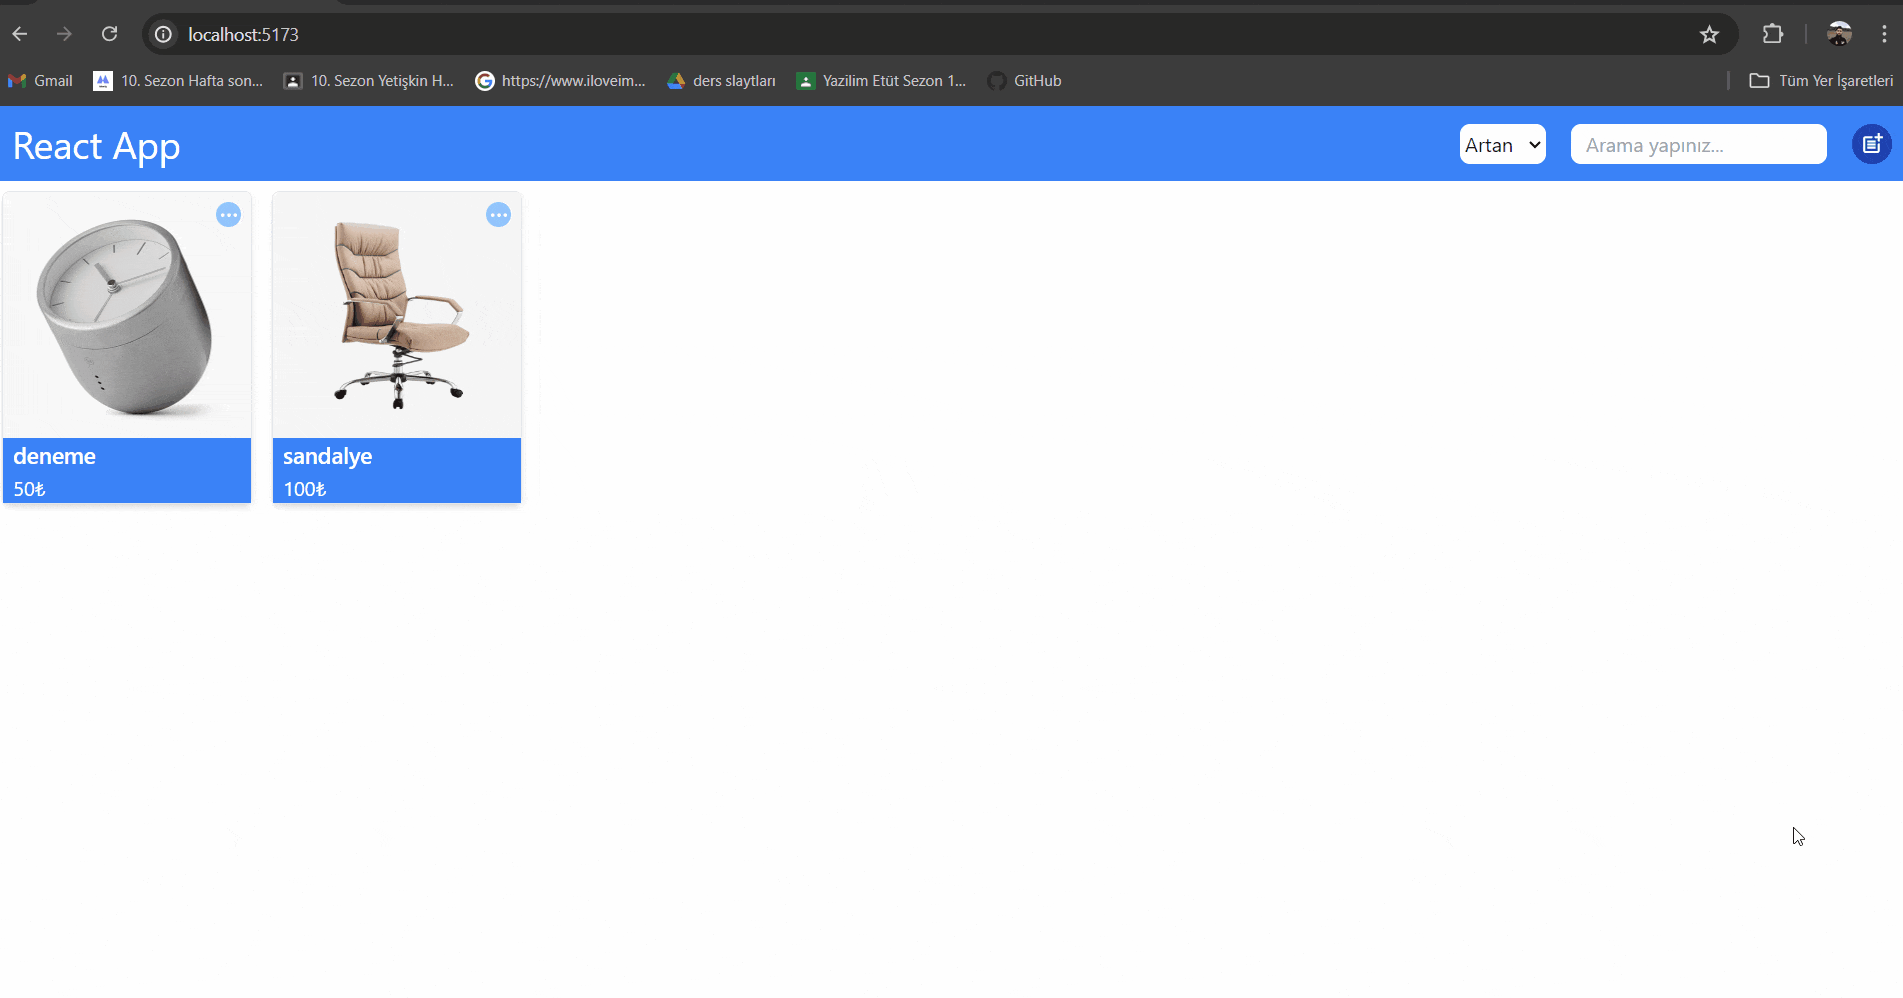 localhost:5173
Gmail
10. Sezon Hafta son...
10. Sezon Yetişkin H...
https://www.iloveim...
ders slaytları
Yazilim Etüt Sezon 1...
GitHub
Tüm Yer İşaretleri
React App
Artan
Arama yapınız...
deneme
50₺
sandalye
100₺